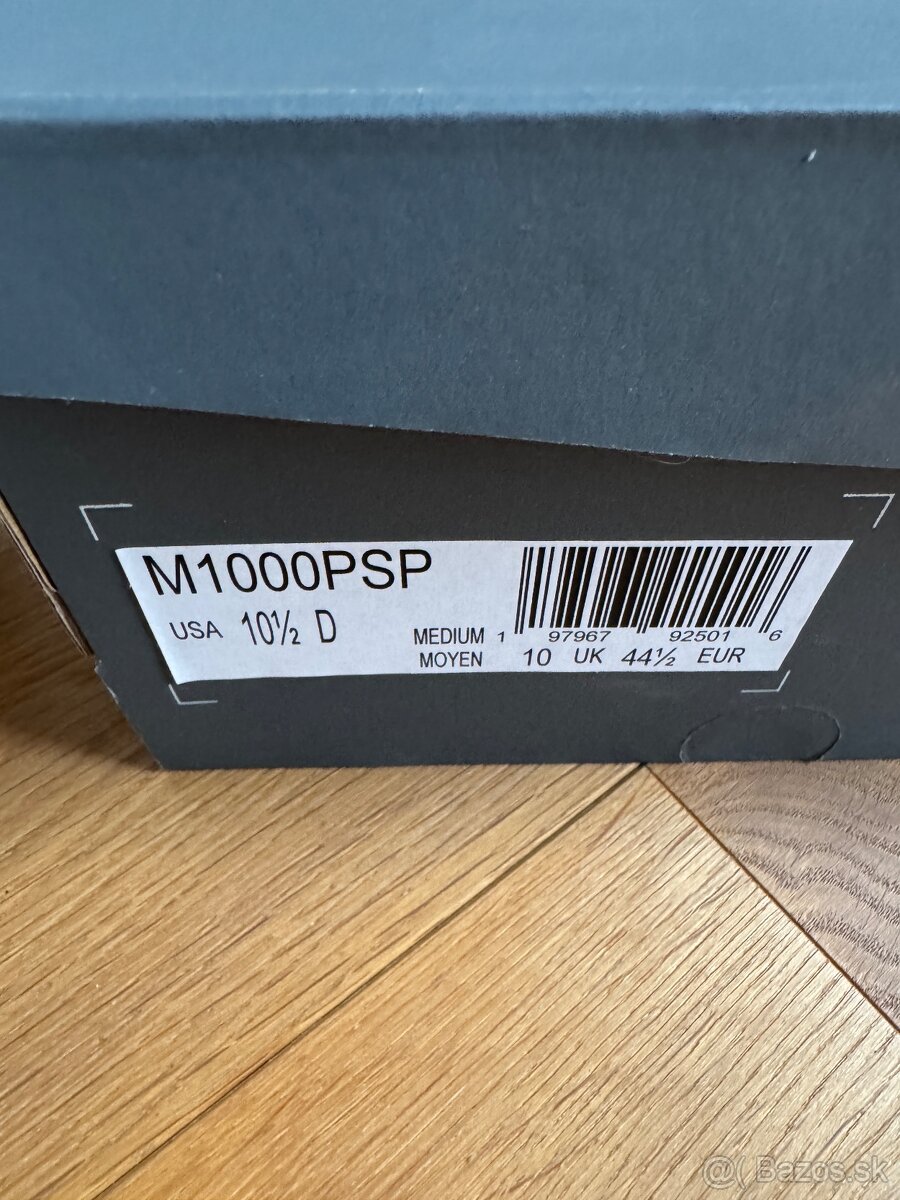 M1000PSP
USA 10½ D
MEDIUM 1 97967 92501 6
MOYEN 10 UK 44½ EUR
@( Bazos.sk